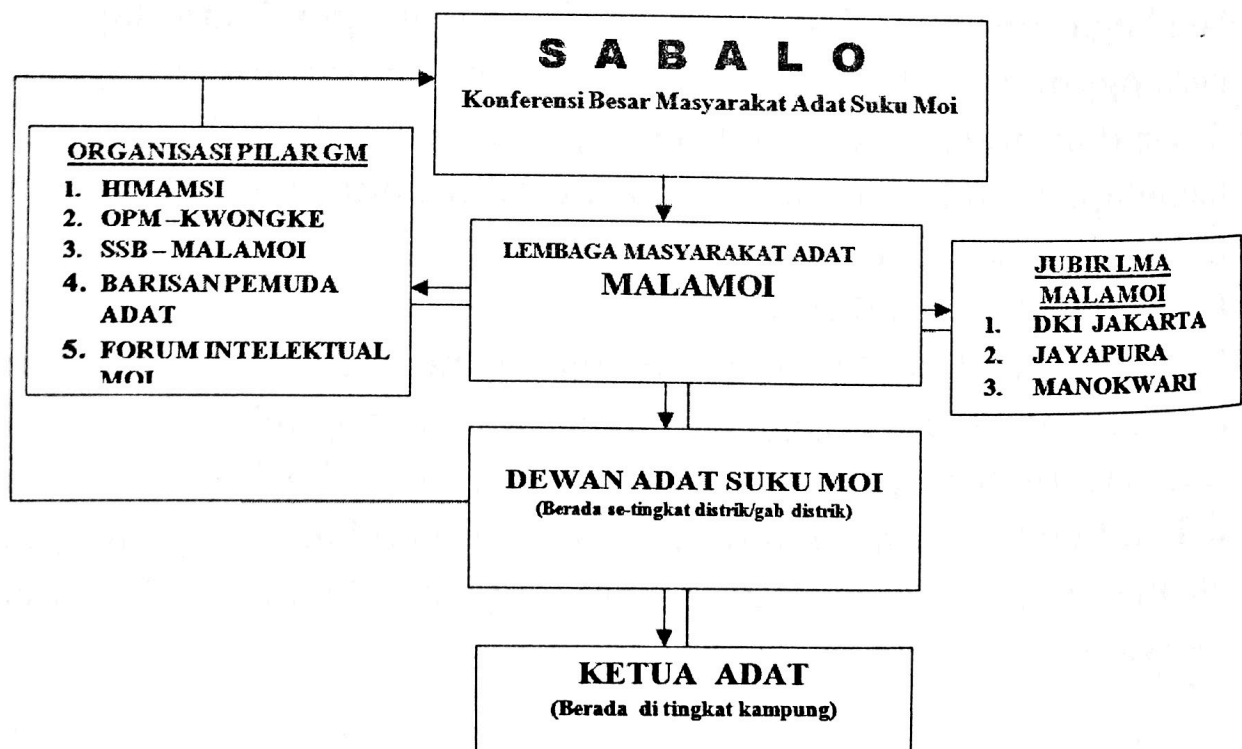 S A B A L O
Konferensi Besar Masyarakat Adat Suku Moi
ORGANISASI PILAR GM
1. HIMAMSI
2. OPM – KWONGKE
3. SSB – MALAMOI
4. BARISAN PEMUDA
ADAT
5. FORUM INTELEKTUAL
MOI
LEMBAGA MASYARAKAT ADAT
MALAMOI
JUBIR LMA
MALAMOI
1. DKI JAKARTA
2. JAYAPURA
3. MANOKWARI
DEWAN ADAT SUKU MOI
(Berada se-tingkat distrik/gab distrik)
KETUA ADAT
(Berada di tingkat kampung)